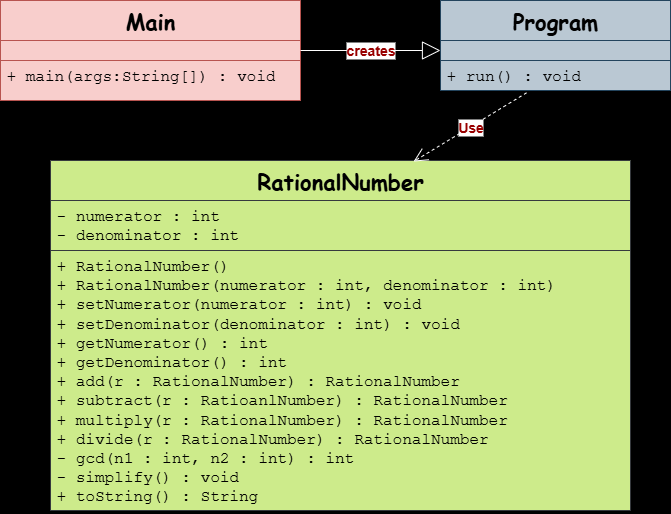 Main
+ main(args:String[]) : void
creates
Program
+ run() : void
Use
RationalNumber
- numerator : int
- denominator : int
+ RationalNumber()
+ RationalNumber(numerator : int, denominator : int)
+ setNumerator(numerator : int) : void
+ setDenominator(denominator : int) : void
+ getNumerator() : int
+ getDenominator() : int
+ add(r : RationalNumber) : RationalNumber
+ subtract(r : RatioanlNumber) : RationalNumber
+ multiply(r : RationalNumber) : RationalNumber
+ divide(r : RationalNumber) : RationalNumber
- gcd(n1 : int, n2 : int) : int
- simplify() : void
+ toString() : String